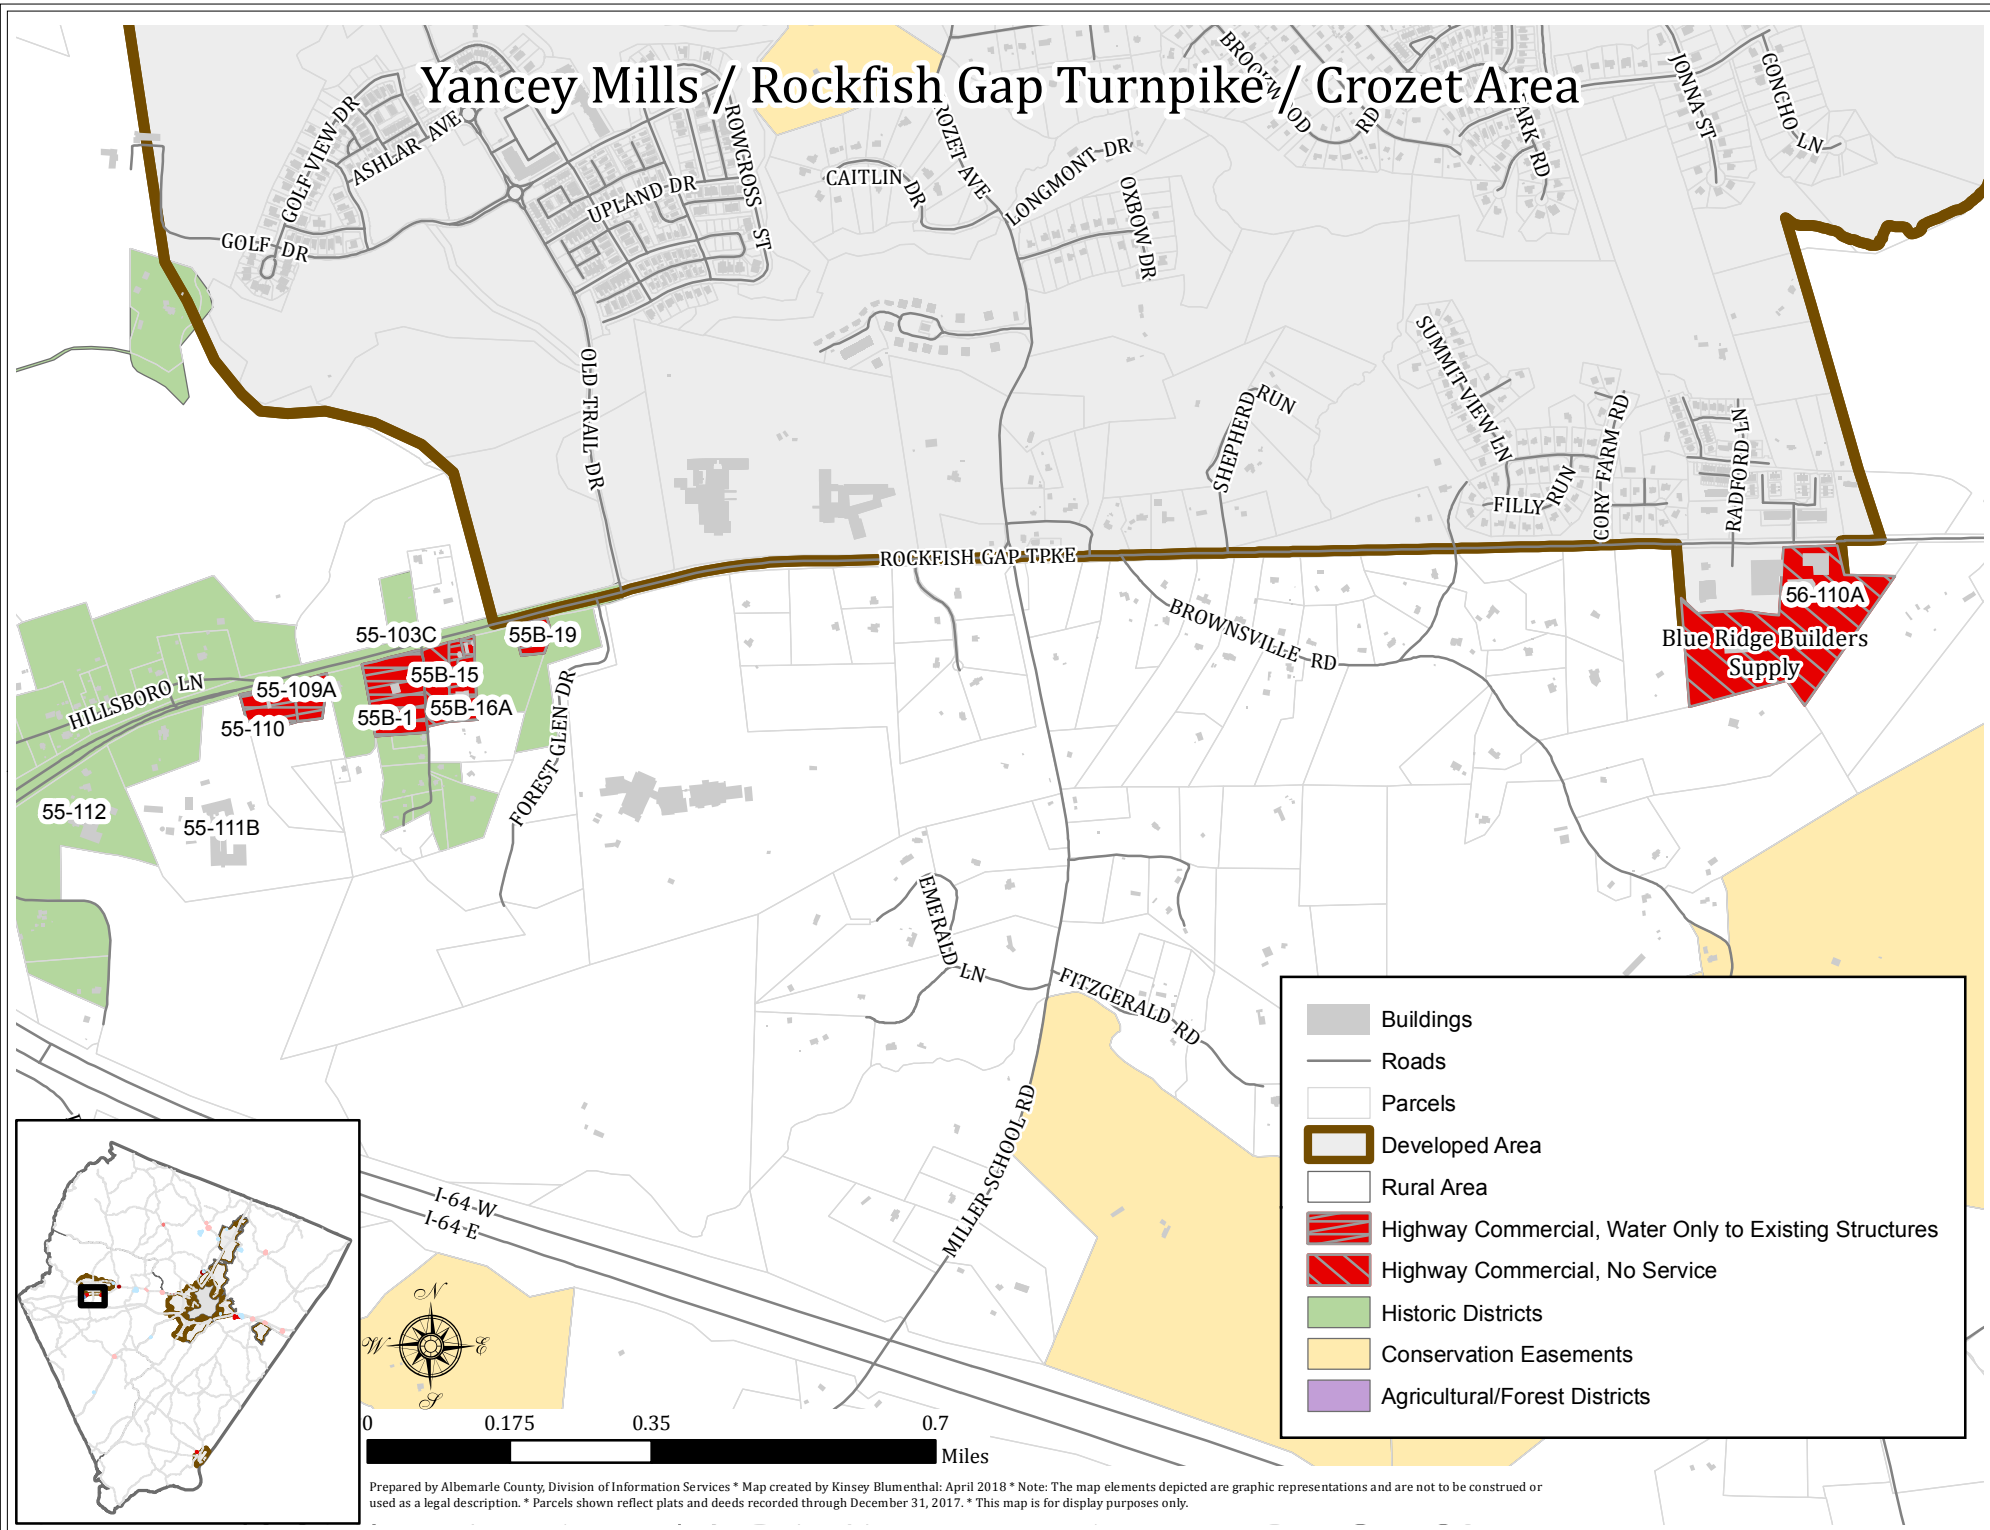 Yancey Mills / Rockfish Gap Turnpike / Crozet Area
GOLF VIEW DR
ASHLAR AVE
GOLF DR
UPLAND DR
ROWGROSS ST
CAITLIN DR
ROZET AVE
LONGMONT DR
OXBOW DR
BROOKWOOD RD
ARK RD
JONNA ST
CONCHO LN
OLD TRAIL DR
SHEPHERD RUN
SUMMIT VIEW LN
FILLY RUN
CORY FARM RD
RADFORD LN
ROCKFISH GAP TPKE
BROWNSVILLE RD
56-110A
Blue Ridge Builders
Supply
55-103C
55B-19
55B-15
55-109A
55B-16A
55B-1
55-110
HILLSBORO LN
FOREST GLEN DR
55-112
55-111B
EMERALD LN
FITZGERALD RD
MILLER SCHOOL RD
I-64 W
I-64 E
N
W
E
S
0
0.175
0.35
0.7
Miles
Buildings
Roads
Parcels
Developed Area
Rural Area
Highway Commercial, Water Only to Existing Structures
Highway Commercial, No Service
Historic Districts
Conservation Easements
Agricultural/Forest Districts
Prepared by Albemarle County, Division of Information Services * Map created by Kinsey Blumenthal: April 2018 * Note: The map elements depicted are graphic representations and are not to be construed or
used as a legal description. * Parcels shown reflect plats and deeds recorded through December 31, 2017. * This map is for display purposes only.